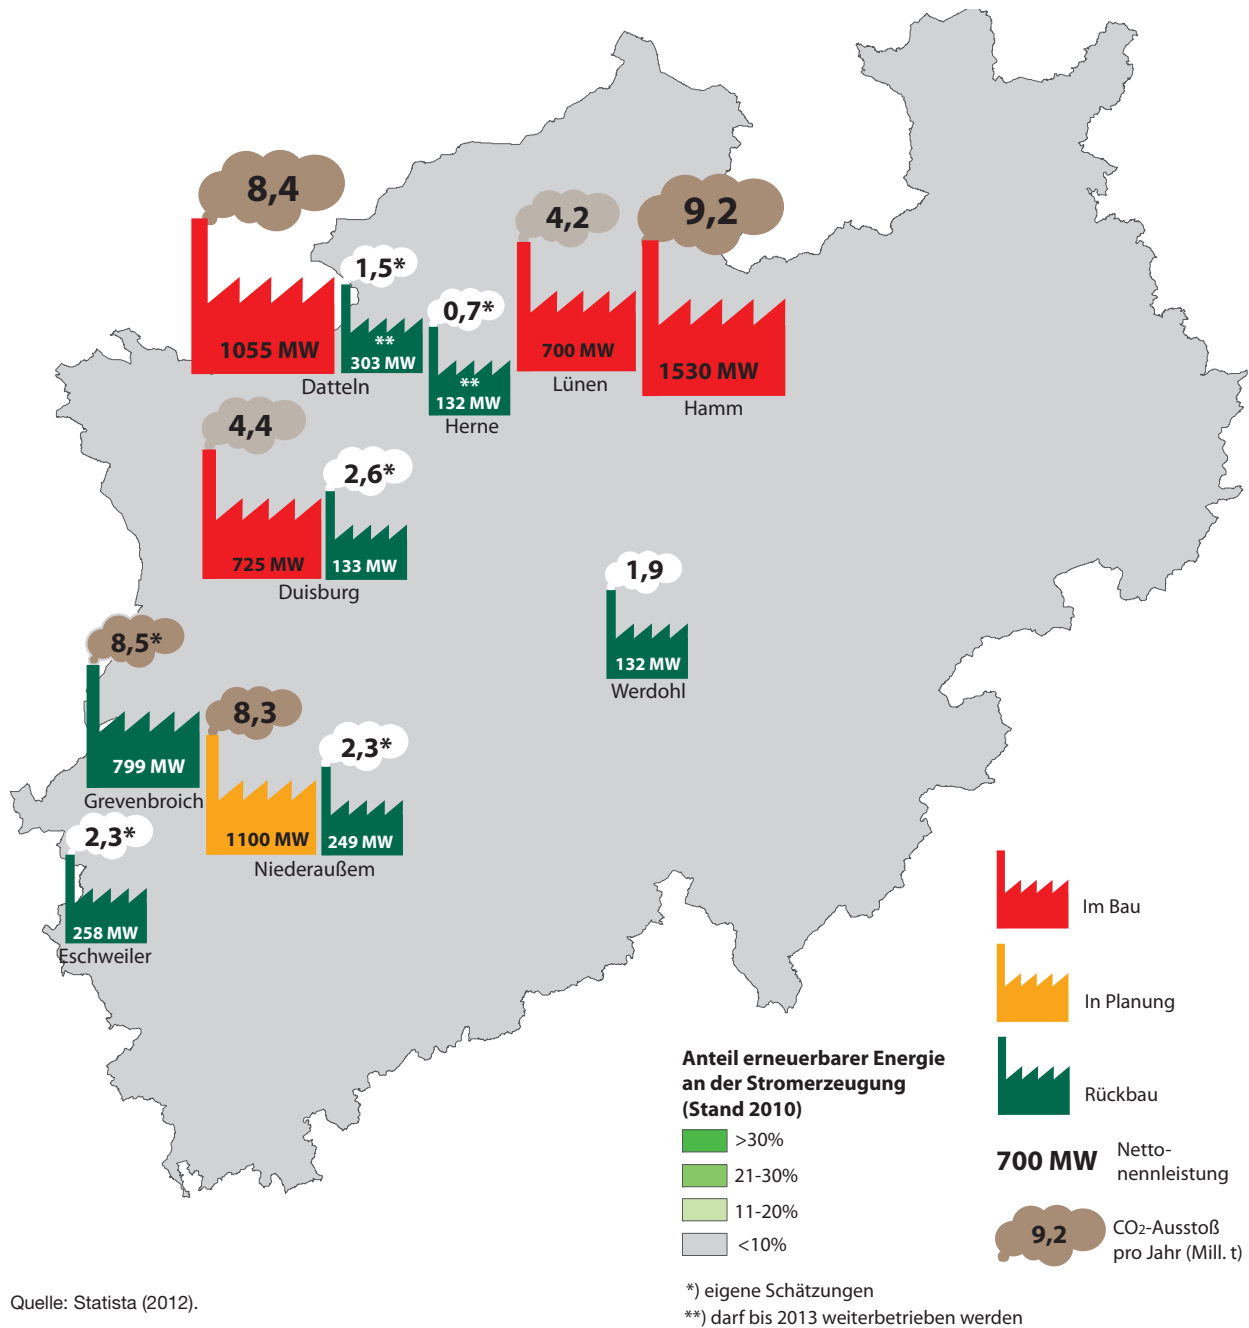 8,4
1055 MW
1,5*
**
303 MW
Datteln
0,7*
**
132 MW
Herne
4,2
700 MW
Lünen
9,2
1530 MW
Hamm
4,4
725 MW
2,6*
133 MW
Duisburg
1,9
132 MW
Werdohl
8,5*
799 MW
Grevenbroich
8,3
1100 MW
2,3*
249 MW
Niederaußem
2,3*
258 MW
Eschweiler
Im Bau
In Planung
Rückbau
700 MW
Netto-
nennleistung
9,2
CO2-Ausstoß
pro Jahr (Mill. t)
Anteil erneuerbarer Energie
an der Stromerzeugung
(Stand 2010)
>30%
21-30%
11-20%
<10%
*) eigene Schätzungen
**) darf bis 2013 weiterbetrieben werden
Quelle: Statista (2012).